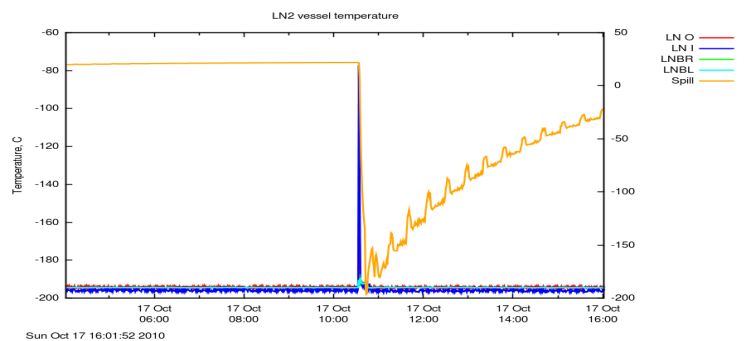 LN2 vessel temperature
-60
-80
-100
-120
-140
-160
-180
-200
Temperature, C
50
0
-50
-100
-150
-200
LN O
LN I
LNBR
LNBL
Spill
17 Oct
06:00
17 Oct
08:00
17 Oct
10:00
17 Oct
12:00
17 Oct
14:00
17 Oct
16:00
Sun Oct 17 16:01:52 2010